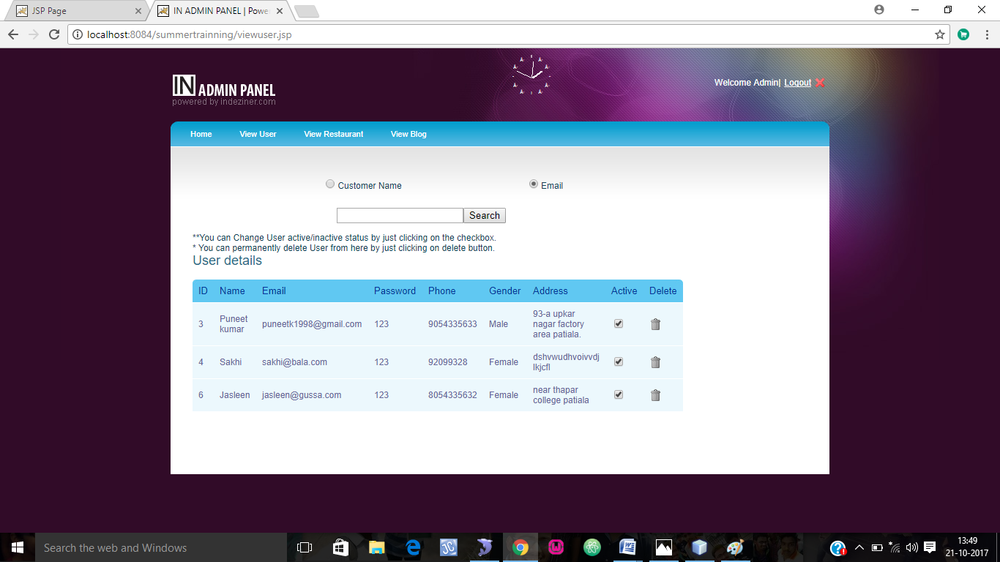 JSP Page
IN ADMIN PANEL | Powe
localhost:8084/summertrainning/viewuser.jsp
IN ADMIN PANEL
powered by indeziner.com
Welcome Admin| Logout
Home View User View Restaurant View Blog
Customer Name Email
Search
**You can Change User active/inactive status by just clicking on the checkbox.
* You can permanently delete User from here by just clicking on delete button.
User details
ID Name Email Password Phone Gender Address Active Delete
3 Puneet kumar puneetk1998@gmail.com 123 9054335633 Male 93-a upkar nagar factory area patiala.
4 Sakhi sakhi@bala.com 123 92099328 Female dshvwudhvoivvdj lkjcfl
6 Jasleen jasleen@gussa.com 123 8054335632 Female near thapar college patiala
Search the web and Windows
13:49
21-10-2017